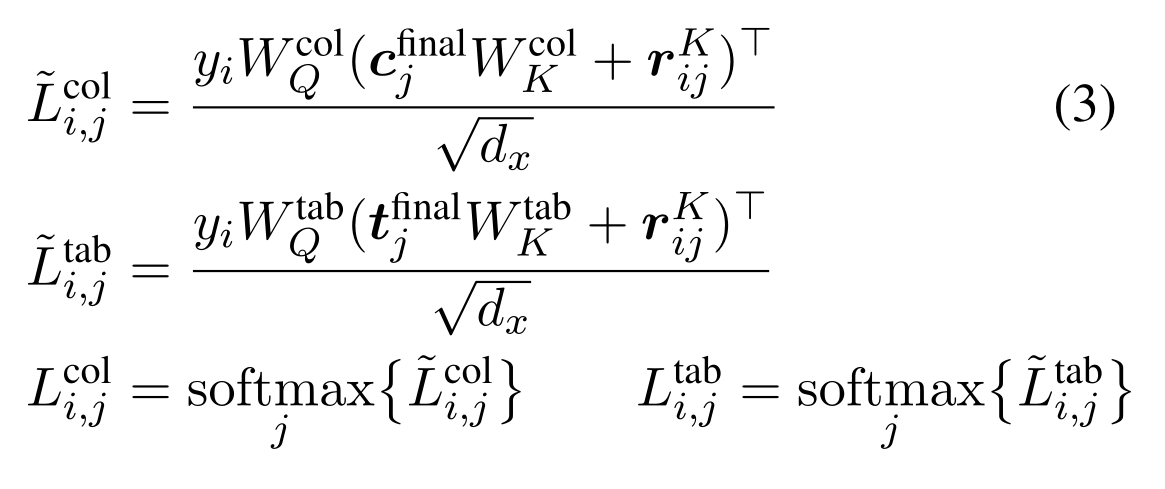 $\tilde{L}^{\text{col}}_{i,j} = \frac{y_i W^{\text{col}}_Q (\boldsymbol{c}^{\text{final}}_j W^{\text{col}}_K + \boldsymbol{r}^K_{ij})^\top}{\sqrt{d_x}}$ (3)
$\tilde{L}^{\text{tab}}_{i,j} = \frac{y_i W^{\text{tab}}_Q (\boldsymbol{t}^{\text{final}}_j W^{\text{tab}}_K + \boldsymbol{r}^K_{ij})^\top}{\sqrt{d_x}}$
$L^{\text{col}}_{i,j} = \underset{j}{\text{softmax}}\{\tilde{L}^{\text{col}}_{i,j}\} \quad L^{\text{tab}}_{i,j} = \underset{j}{\text{softmax}}\{\tilde{L}^{\text{tab}}_{i,j}\}$